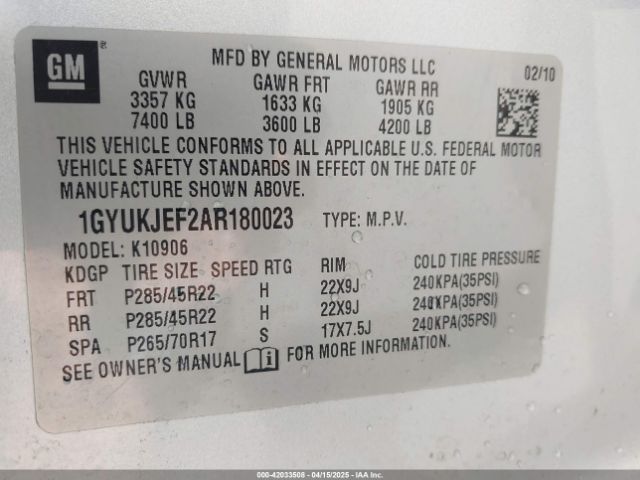 GM ®
MFD BY GENERAL MOTORS LLC
02/10
GVWR GAWR FRT GAWR RR
3357 KG 1633 KG 1905 KG
7400 LB 3600 LB 4200 LB
THIS VEHICLE CONFORMS TO ALL APPLICABLE U.S. FEDERAL MOTOR
VEHICLE SAFETY STANDARDS IN EFFECT ON THE DATE OF
MANUFACTURE SHOWN ABOVE.
1GYUKJEF2AR180023 TYPE: M.P.V.
MODEL: K10906
KDGP TIRE SIZE SPEED RTG RIM COLD TIRE PRESSURE
FRT P285/45R22 H 22X9J 240KPA(35PSI)
RR P285/45R22 H 22X9J 240KPA(35PSI)
SPA P265/70R17 S 17X7.5J 240KPA(35PSI)
SEE OWNER'S MANUAL FOR MORE INFORMATION.
000-42033508 - 04/15/2025 - IAAI.COM